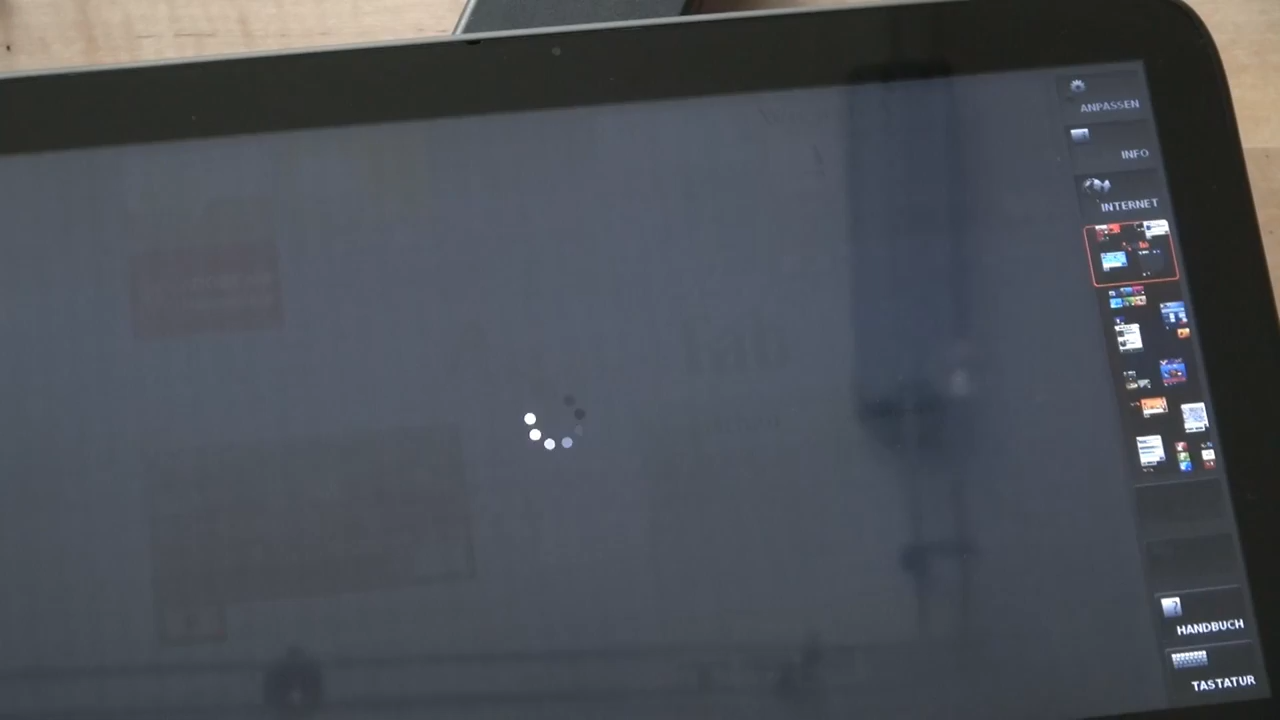 ANPASSEN
INFO
INTERNET
HANDBUCH
TASTATUR